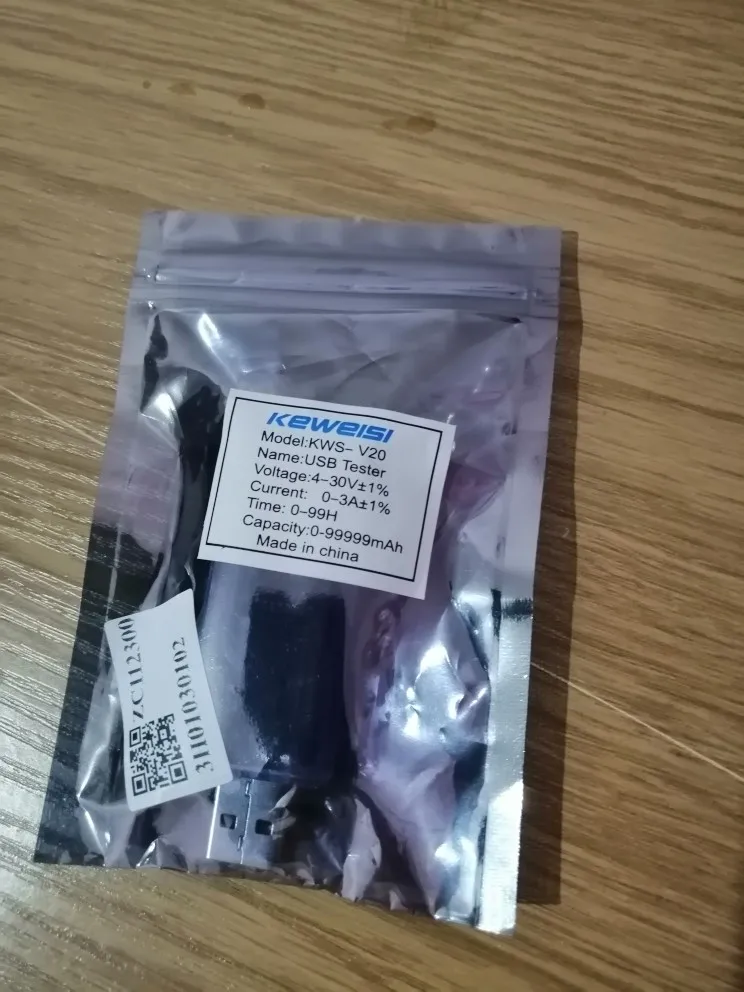 KEWEISI
Model:KWS– V20
Name:USB Tester
Voltage:4–30V±1%
Current: 0–3A±1%
Time: 0–99H
Capacity:0-99999mAh
Made in china
ZC112300
31101030102